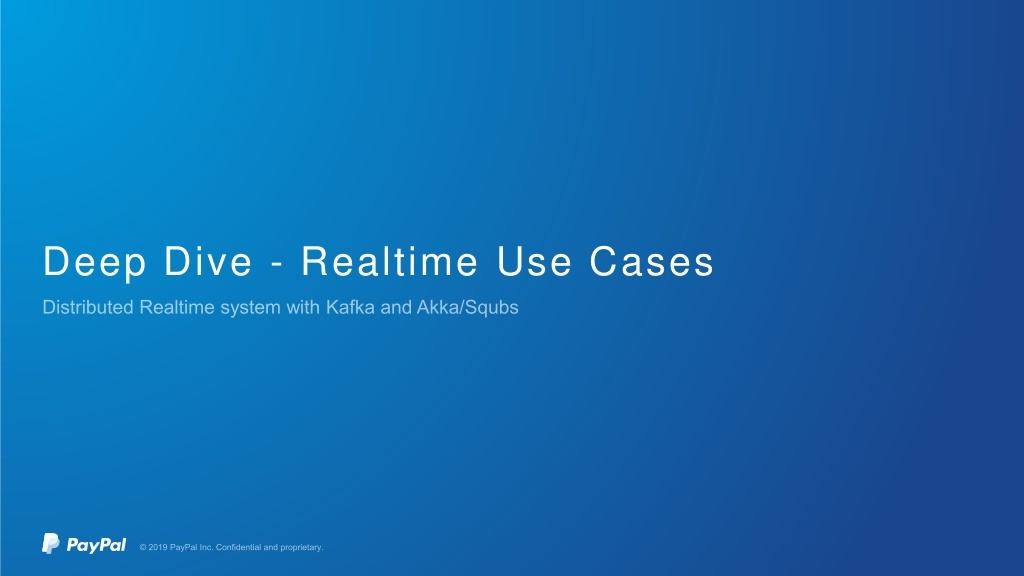 Deep Dive - Realtime Use Cases
Distributed Realtime system with Kafka and Akka/Squbs
PayPal © 2019 PayPal Inc. Confidential and proprietary.